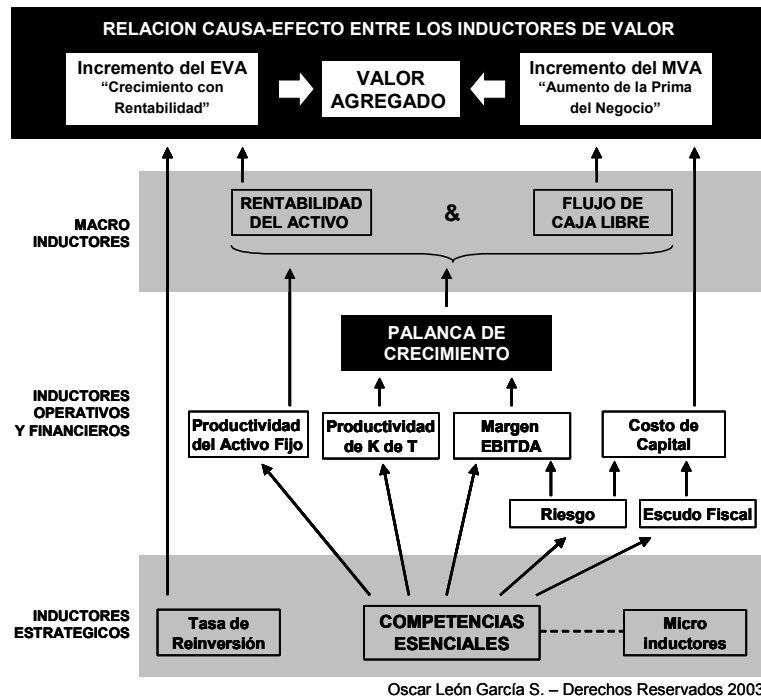 RELACION CAUSA-EFECTO ENTRE LOS INDUCTORES DE VALOR
Incremento del EVA
“Crecimiento con
Rentabilidad”
VALOR
AGREGADO
Incremento del MVA
“Aumento de la Prima
del Negocio”
MACRO
INDUCTORES
RENTABILIDAD
DEL ACTIVO
&
FLUJO DE
CAJA LIBRE
PALANCA DE
CRECIMIENTO
INDUCTORES
OPERATIVOS
Y FINANCIEROS
Productividad
del Activo Fijo
Productividad
de K de T
Margen
EBITDA
Costo de
Capital
Riesgo
Escudo Fiscal
INDUCTORES
ESTRATEGICOS
Tasa de
Reinversión
COMPETENCIAS
ESENCIALES
Micro
inductores
Oscar León García S. – Derechos Reservados 2003